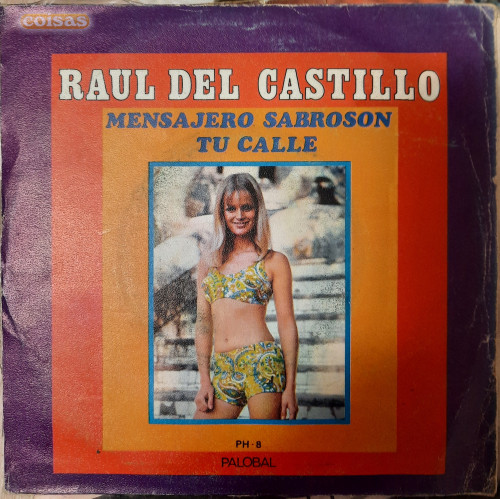 coisas
RAUL DEL CASTILLO
MENSAJERO SABROSON
TU CALLE
PH - 8
PALOBAL